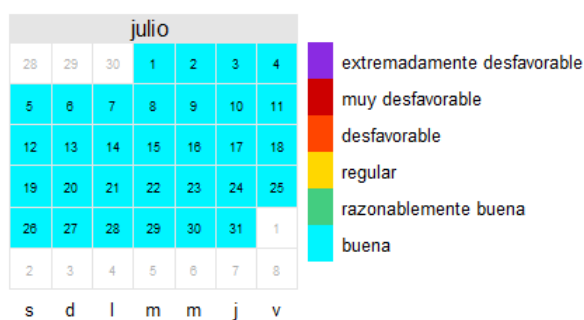 julio
28 29 30 1 2 3 4
5 6 7 8 9 10 11
12 13 14 15 16 17 18
19 20 21 22 23 24 25
26 27 28 29 30 31 1
2 3 4 5 6 7 8
s d l m m j v
extremadamente desfavorable
muy desfavorable
desfavorable
regular
razonablemente buena
buena